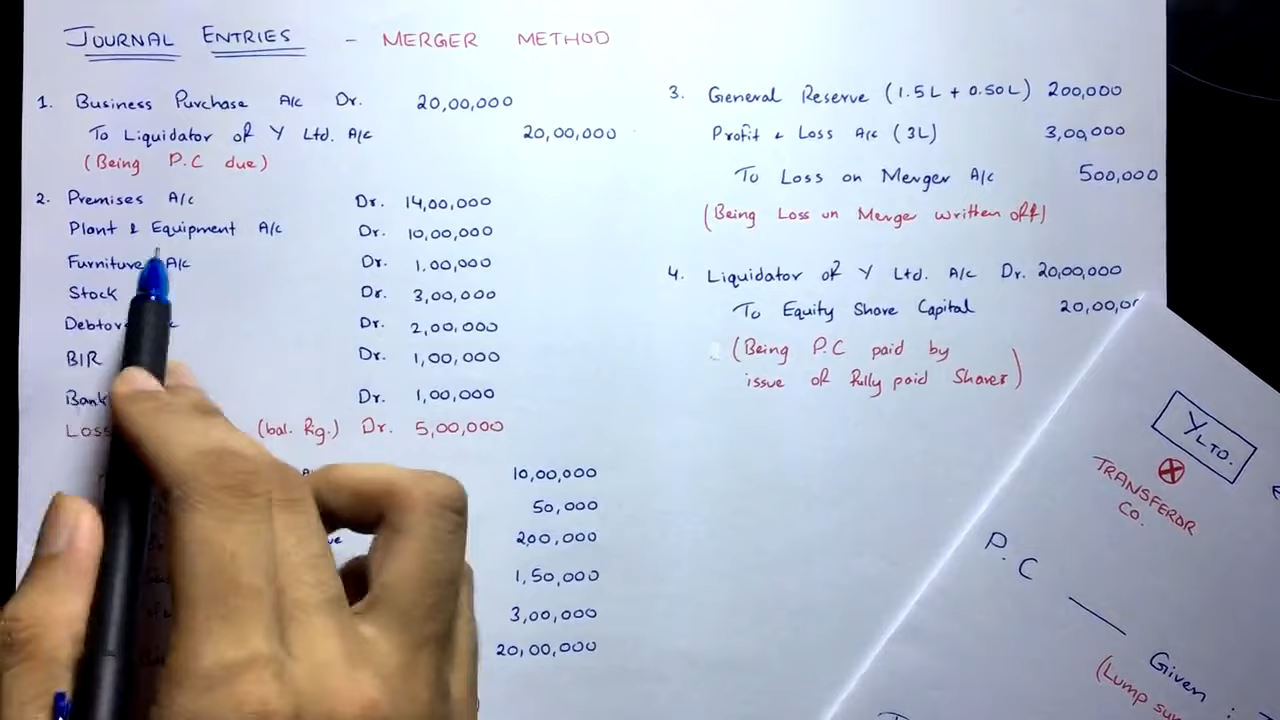 JOURNAL ENTRIES - MERGER METHOD
1. Business Purchase A/c Dr. 20,00,000
To Liquidator of Y Ltd. A/c 20,00,000
(Being P.C due)
2. Premises A/c Dr. 14,00,000
Plant & Equipment A/c Dr. 10,00,000
Furniture A/c Dr. 1,00,000
Stock Dr. 3,00,000
Debtors Dr. 2,00,000
B/R Dr. 1,00,000
Bank Dr. 1,00,000
Loss (bal. fig.) Dr. 5,00,000
10,00,000
50,000
200,000
1,50,000
3,00,000
20,00,000
3. General Reserve (1.5L + 0.50L) 200,000
Profit & Loss A/c (3L) 3,00,000
To Loss on Merger A/c 500,000
(Being Loss on Merger written off)
4. Liquidator of Y Ltd. A/c Dr. 20,00,000
To Equity Share Capital
(Being P.C paid by
issue of fully paid Shares)
Y LTD.
TRANSFEROR
CO.
P.C
Given :
(Lump